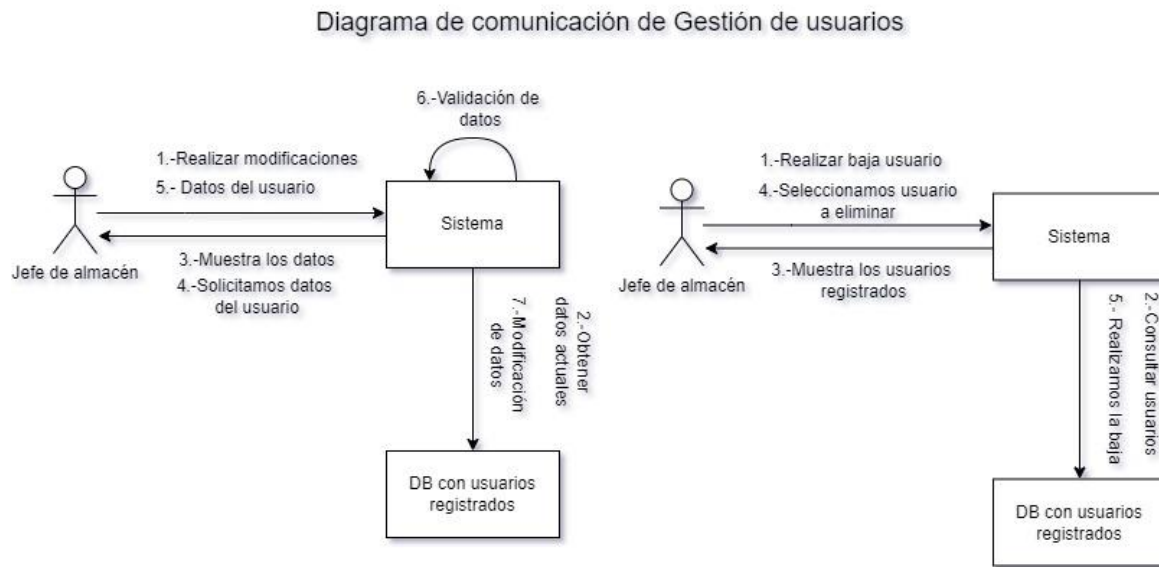 Diagrama de comunicación de Gestión de usuarios
6.-Validación de
datos
1.-Realizar modificaciones
5.- Datos del usuario
Sistema
Jefe de almacén
3.-Muestra los datos
4.-Solicitamos datos
del usuario
2.-Obtener
datos actuales
7.-Modificación
de datos
DB con usuarios
registrados
1.-Realizar baja usuario
4.-Seleccionamos usuario
a eliminar
Sistema
Jefe de almacén
3.-Muestra los usuarios
registrados
2.-Consultar usuarios
5.- Realizamos la baja
DB con usuarios
registrados